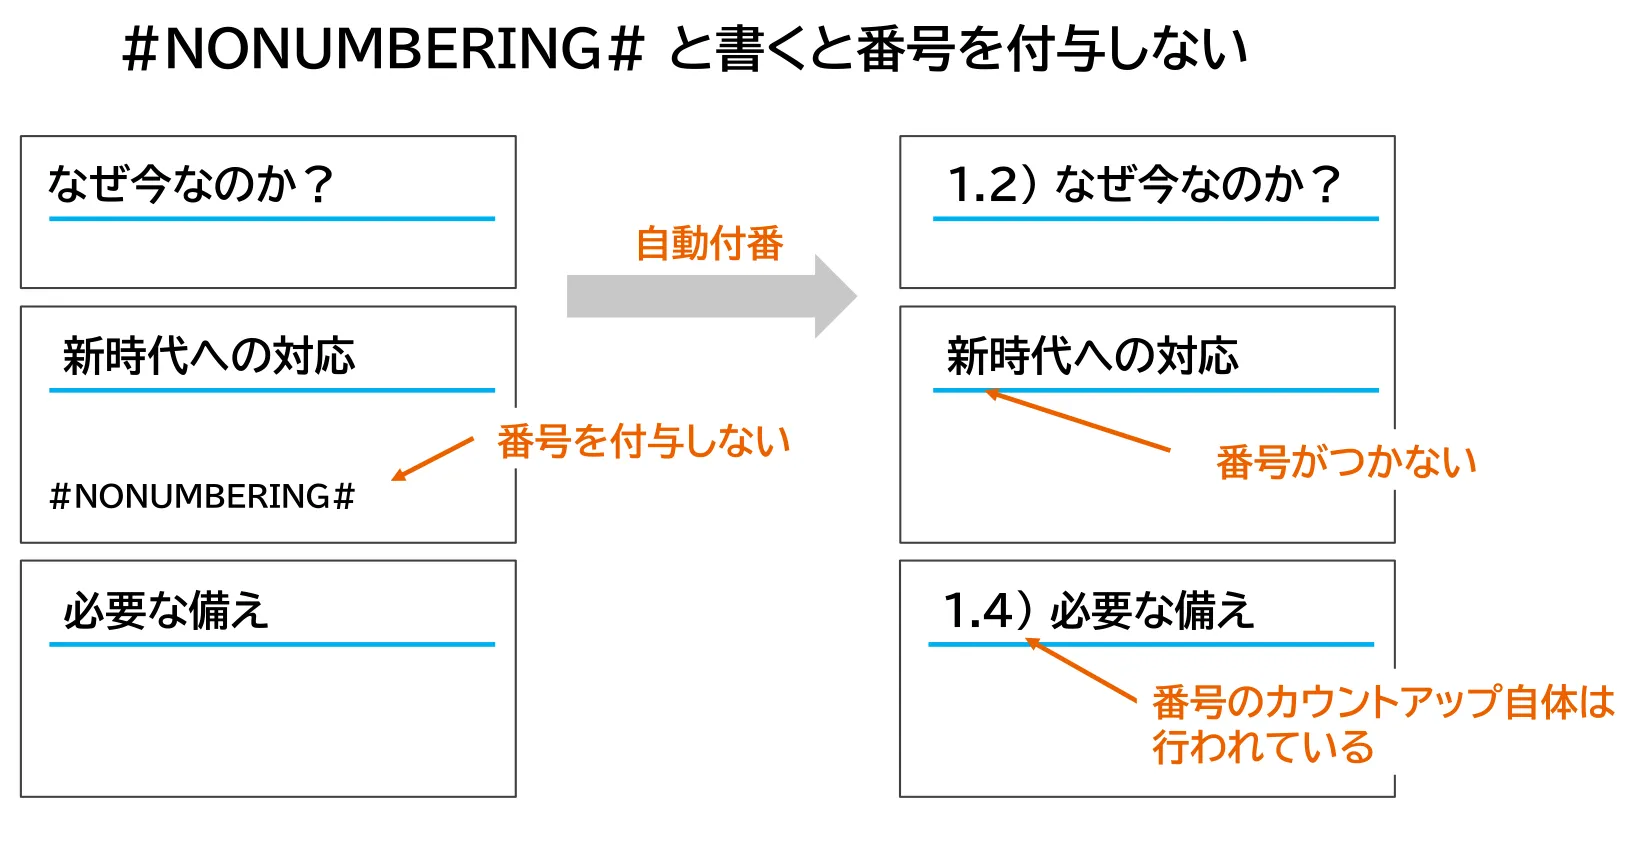 #NONUMBERING# と書くと番号を付与しない
なぜ今なのか？
新時代への対応
番号を付与しない
#NONUMBERING#
必要な備え
自動付番
1.2）なぜ今なのか？
新時代への対応
番号がつかない
1.4）必要な備え
番号のカウントアップ自体は
行われている